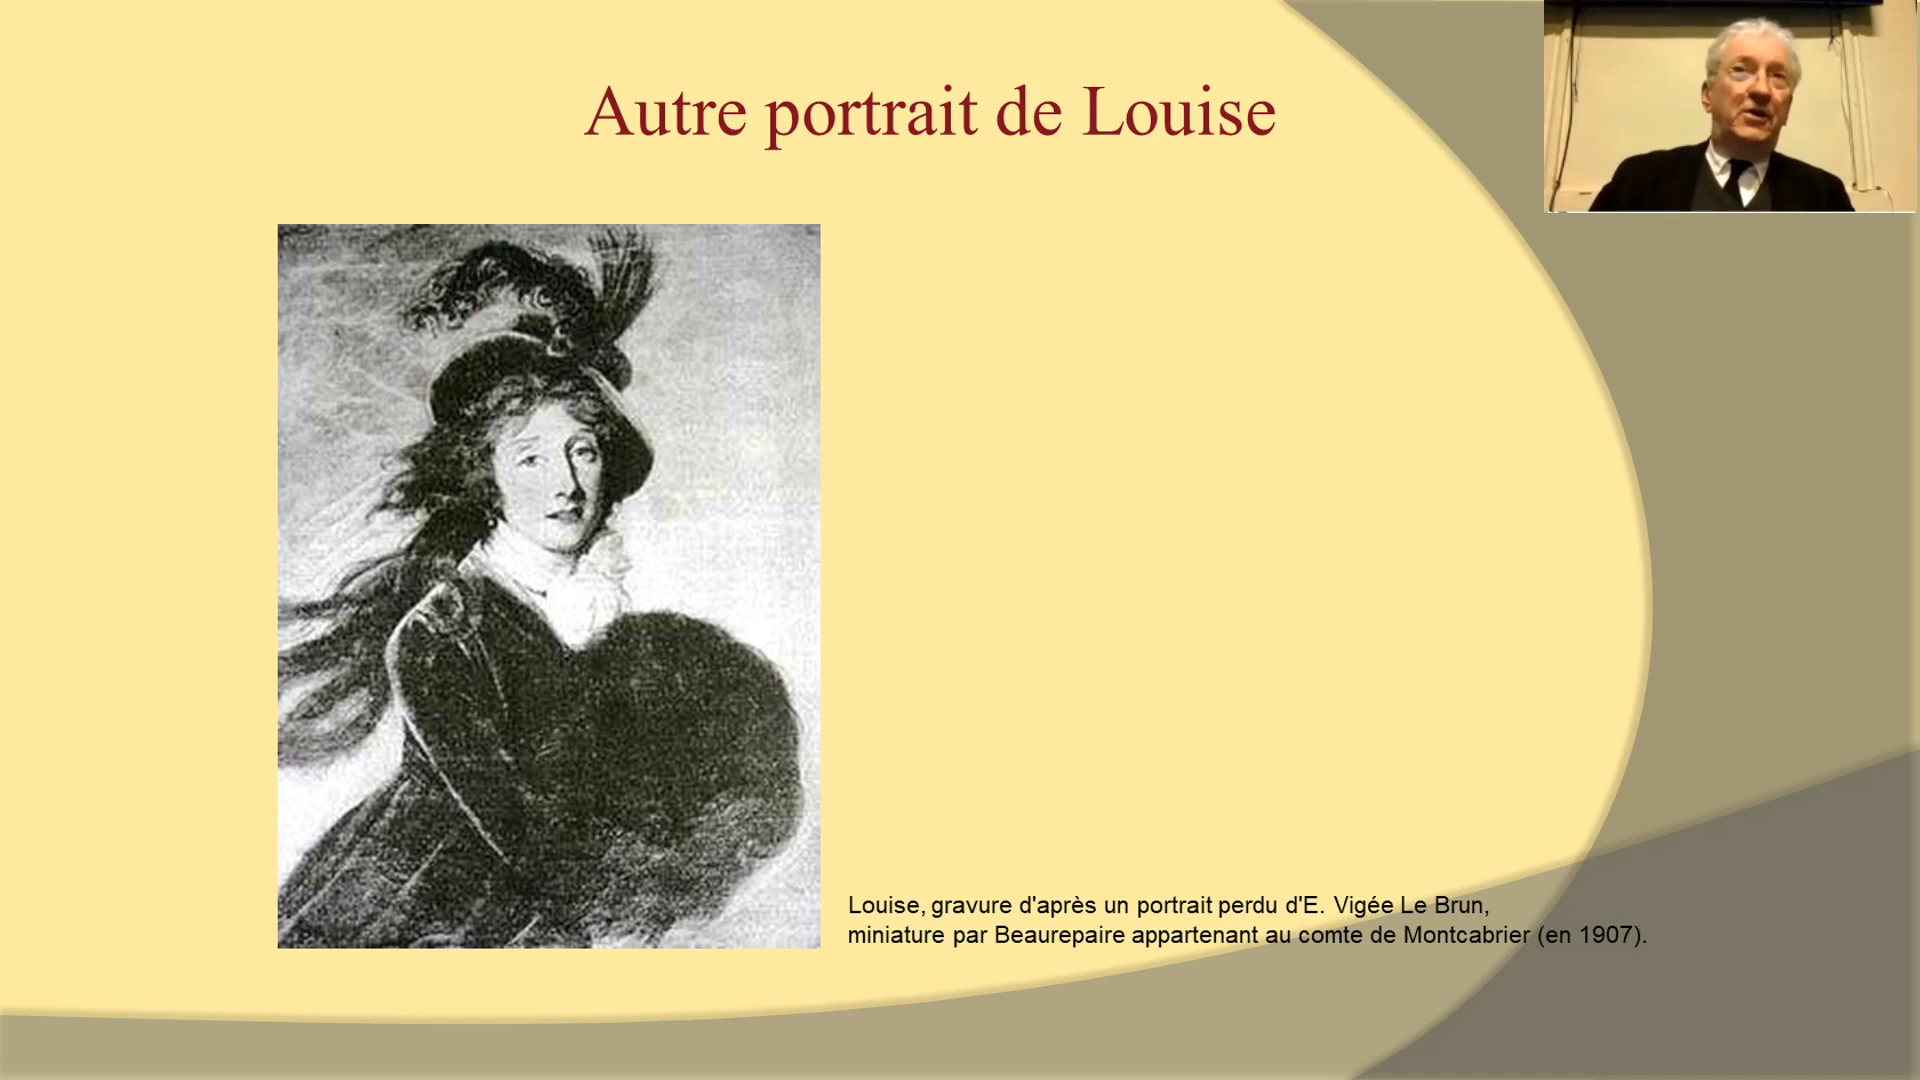 Autre portrait de Louise
Louise, gravure d'après un portrait perdu d'E. Vigée Le Brun,
miniature par Beaurepaire appartenant au comte de Montcabrier (en 1907).